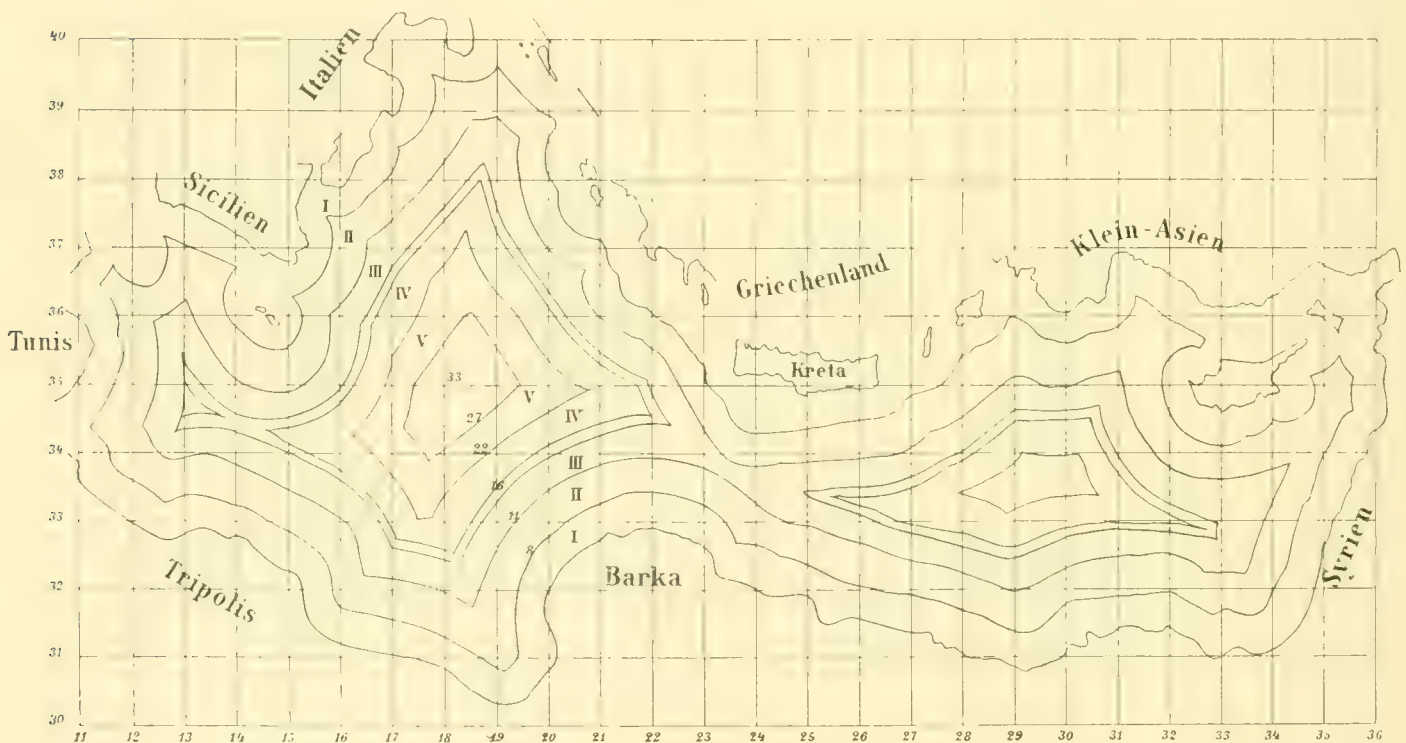 40
39
38
37
36
35
34
33
32
31
30
Italien
Sicilien
Tunis
Tripolis
Barka
Griechenland
Kreta
Klein-Asien
Syrien
I
II
III
IV
V
V
IV
III
II
I
33
27
22
16
8
11 12 13 14 15 16 17 18 19 20 21 22 23 24 25 26 27 28 29 30 31 32 33 34 35 36